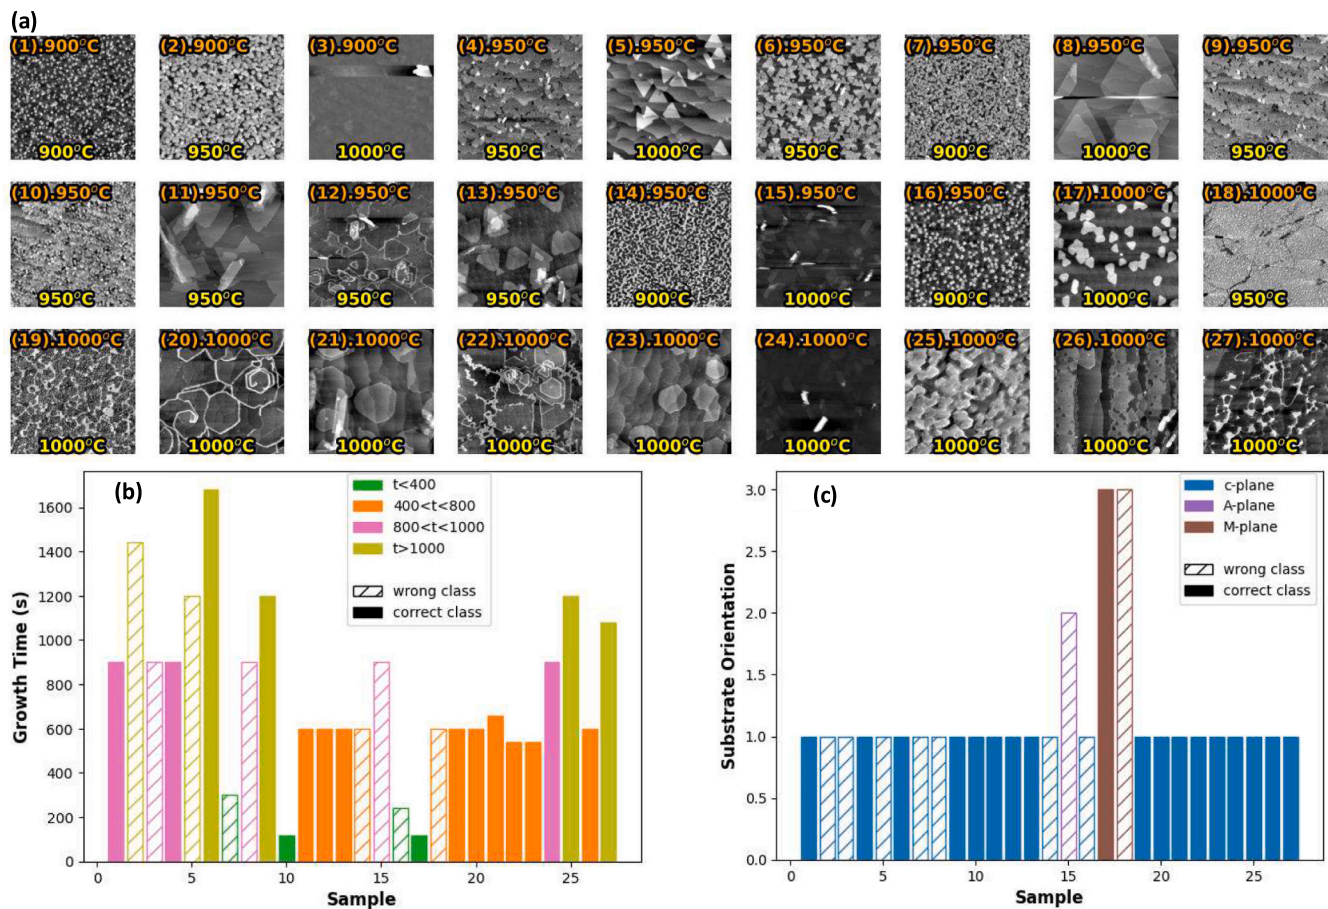 (a)
(1).900°C (2).900°C (3).900°C (4).950°C (5).950°C (6).950°C (7).950°C (8).950°C (9).950°C
900°C 950°C 1000°C 950°C 1000°C 950°C 900°C 1000°C 950°C
(10).950°C (11).950°C (12).950°C (13).950°C (14).950°C (15).950°C (16).950°C (17).1000°C (18).1000°C
950°C 950°C 950°C 950°C 900°C 1000°C 900°C 1000°C 950°C
(19).1000°C (20).1000°C (21).1000°C (22).1000°C (23).1000°C (24).1000°C (25).1000°C (26).1000°C (27).1000°C
1000°C 1000°C 1000°C 1000°C 1000°C 1000°C 1000°C 1000°C 1000°C
(b)
t<400
400<t<800
800<t<1000
t>1000
wrong class
correct class
1600
1400
1200
1000
800
600
400
200
0
Growth Time (s)
0 5 10 15 20 25
Sample
(c)
c-plane
A-plane
M-plane
wrong class
correct class
3.0
2.5
2.0
1.5
1.0
0.5
0.0
Substrate Orientation
0 5 10 15 20 25
Sample